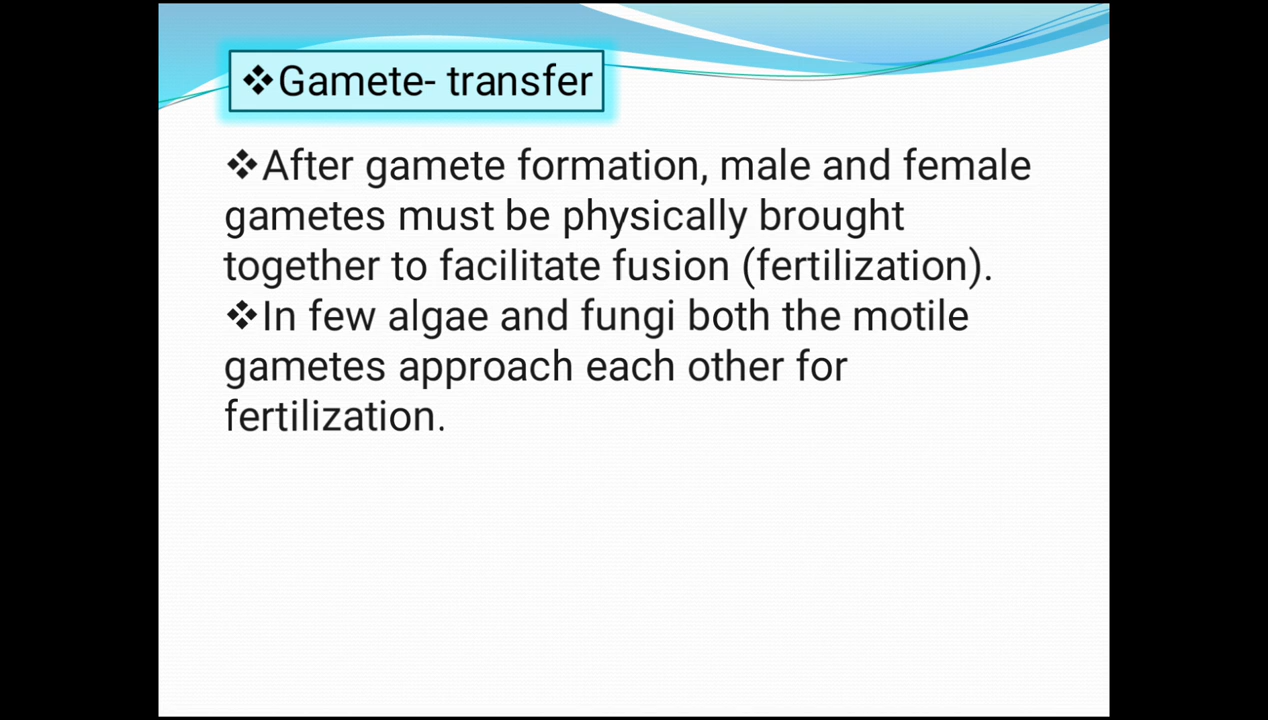 ❖Gamete- transfer
❖After gamete formation, male and female
gametes must be physically brought
together to facilitate fusion (fertilization).
❖In few algae and fungi both the motile
gametes approach each other for
fertilization.